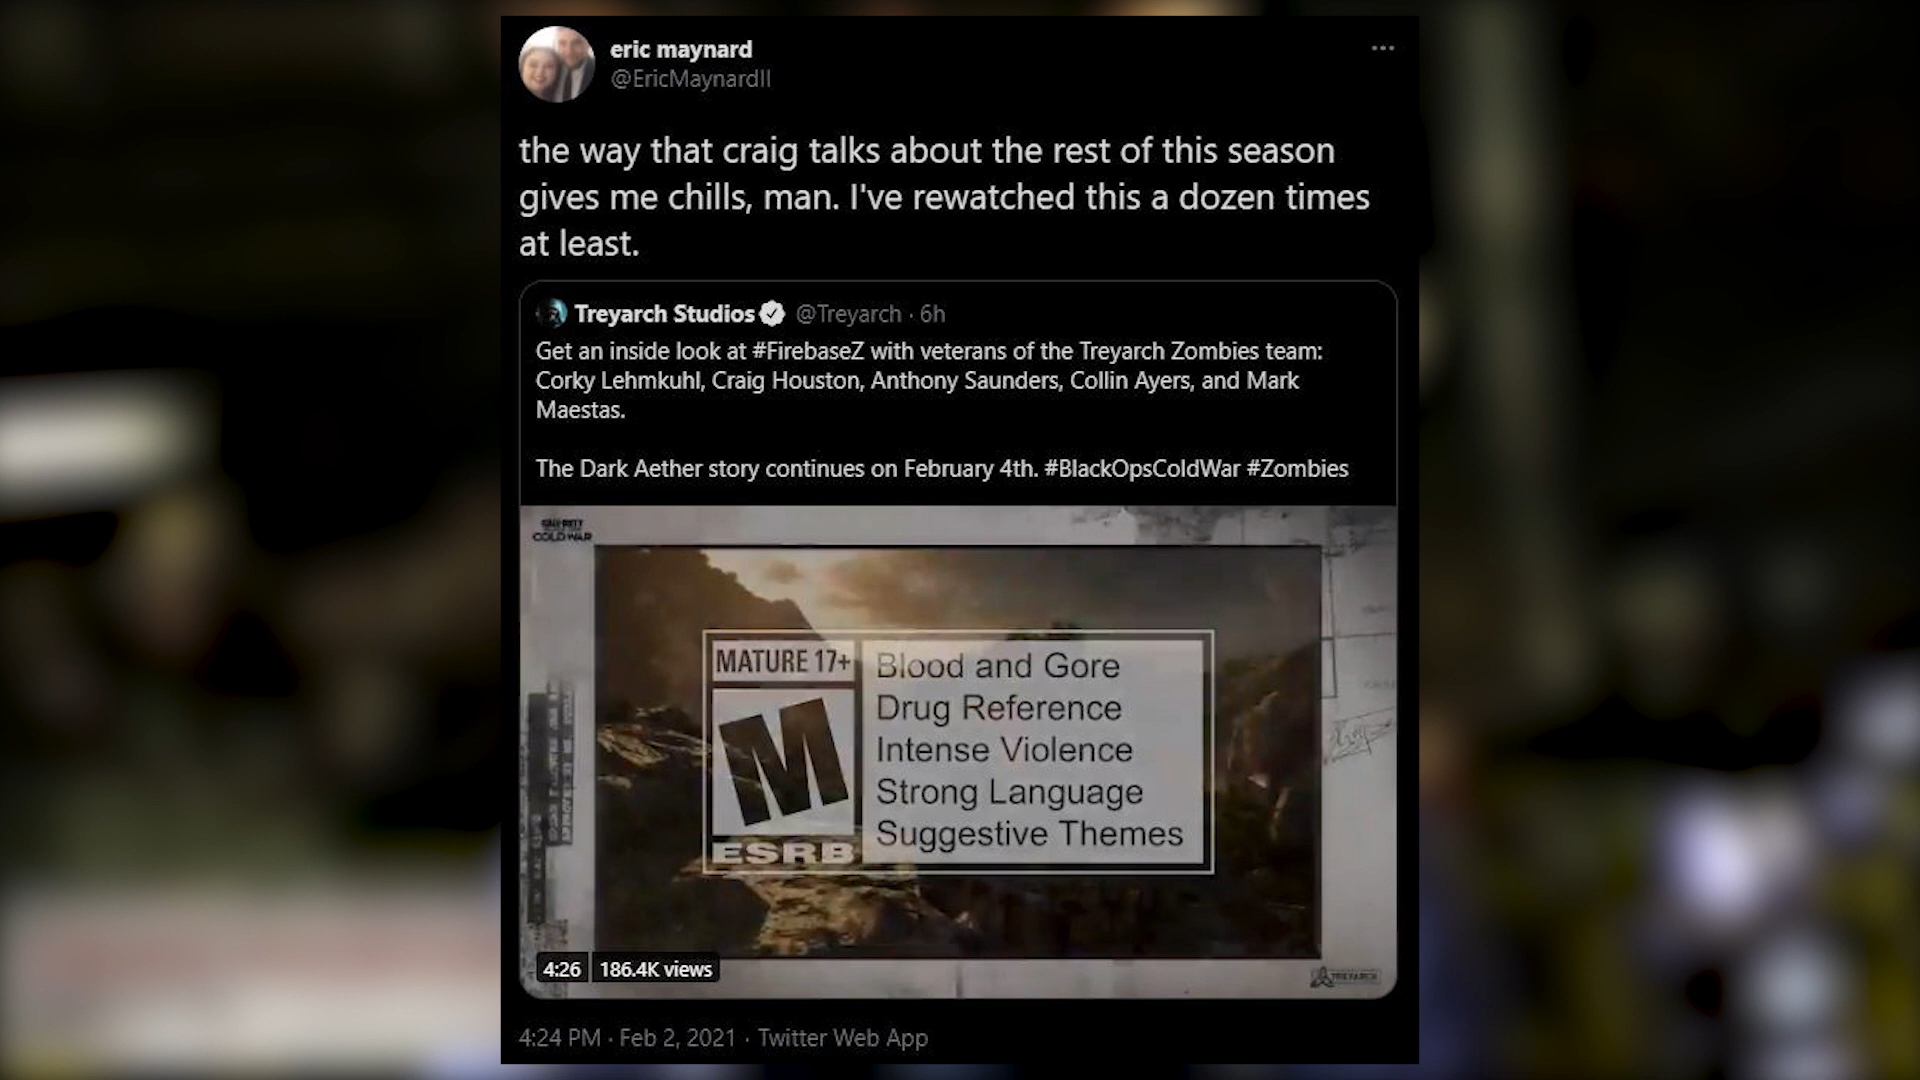 eric maynard
@EricMaynardII
the way that craig talks about the rest of this season
gives me chills, man. I've rewatched this a dozen times
at least.
Treyarch Studios @Treyarch · 6h
Get an inside look at #FirebaseZ with veterans of the Treyarch Zombies team:
Corky Lehmkuhl, Craig Houston, Anthony Saunders, Collin Ayers, and Mark
Maestas.
The Dark Aether story continues on February 4th. #BlackOpsColdWar #Zombies
CALL OF DUTY
COLD WAR
MATURE 17+
M
ESRB
Blood and Gore
Drug Reference
Intense Violence
Strong Language
Suggestive Themes
4:26
186.4K views
TREYARCH
4:24 PM · Feb 2, 2021 · Twitter Web App